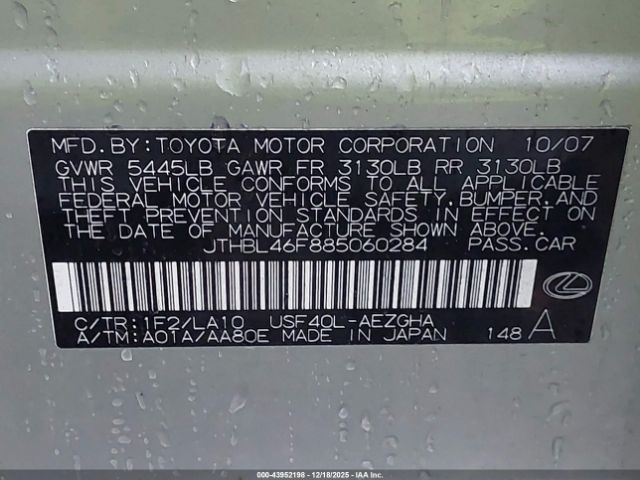 MFD. BY: TOYOTA MOTOR CORPORATION 10/07
GVWR 5445LB GAWR FR 3130LB RR 3130LB
THIS VEHICLE CONFORMS TO ALL APPLICABLE
FEDERAL MOTOR VEHICLE SAFETY, BUMPER, AND
THEFT PREVENTION STANDARDS IN EFFECT ON
THE DATE OF MANUFACTURE SHOWN ABOVE.
JTHBL46F885060284 PASS. CAR
C/TR: 1F2/LA10 USF40L-AEZGHA
A/TM: A01A/AA80E MADE IN JAPAN 148 A
000-43952198 - 12/18/2025 - IAA Inc.